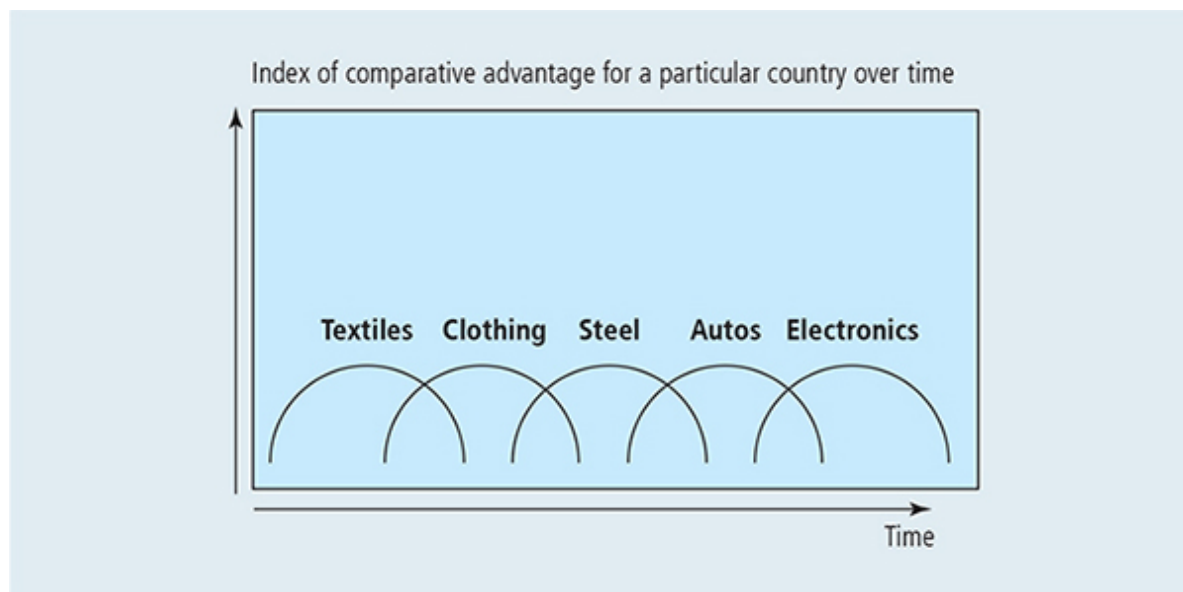 Index of comparative advantage for a particular country over time
Textiles Clothing Steel Autos Electronics
Time